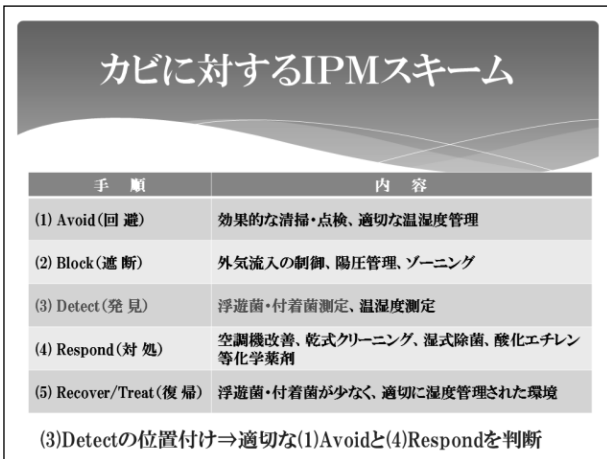 カビに対するIPMスキーム
手　順　内　容
(1) Avoid(回 避)　効果的な清掃・点検、適切な温湿度管理
(2) Block(遮 断)　外気流入の制御、陽圧管理、ゾーニング
(3) Detect(発 見)　浮遊菌・付着菌測定、温湿度測定
(4) Respond(対 処)　空調機改善、乾式クリーニング、湿式除菌、酸化エチレン
等化学薬剤
(5) Recover/Treat(復 帰)　浮遊菌・付着菌が少なく、適切に湿度管理された環境
(3)Detectの位置付け⇒適切な(1)Avoidと(4)Respondを判断